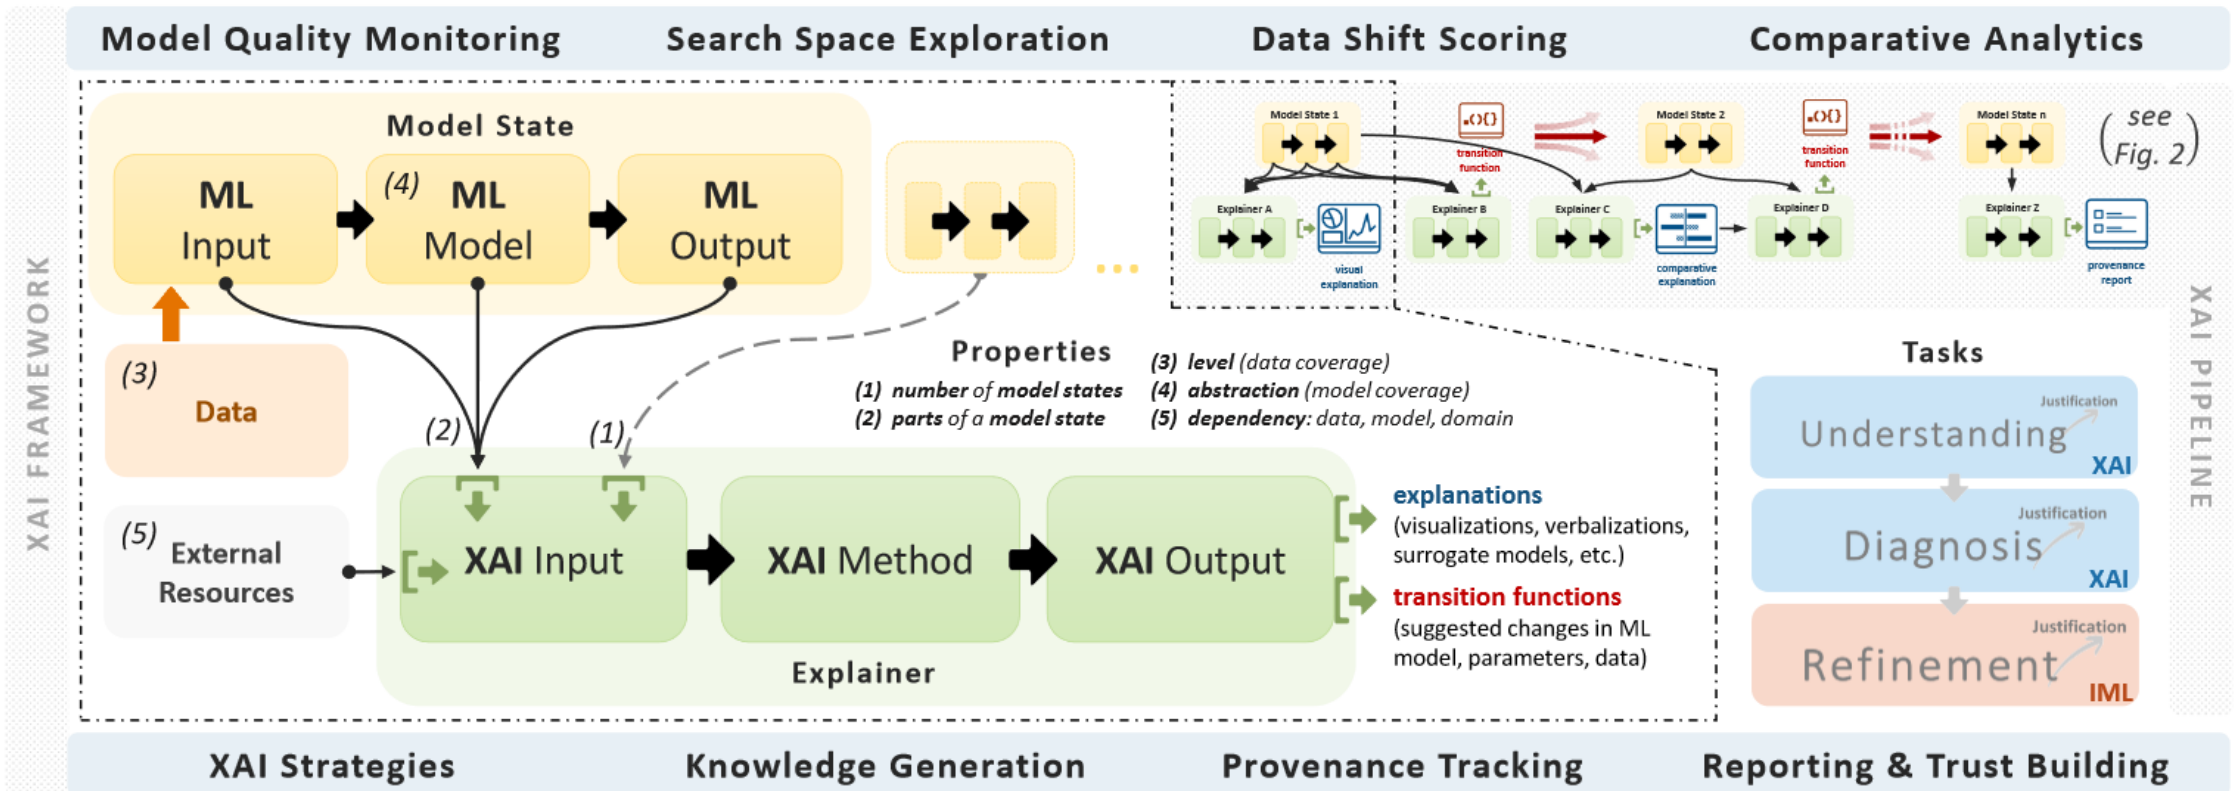 Model Quality Monitoring
Search Space Exploration
Data Shift Scoring
Comparative Analytics
XAI FRAMEWORK
Model State
ML
Input
(4) ML
Model
ML
Output
(3)
Data
(5)
External
Resources
(2)
(1)
XAI Input
XAI Method
XAI Output
Explainer
Properties
(1) number of model states
(2) parts of a model state
(3) level (data coverage)
(4) abstraction (model coverage)
(5) dependency: data, model, domain
explanations
(visualizations, verbalizations,
surrogate models, etc.)
transition functions
(suggested changes in ML
model, parameters, data)
Model State 1
.<>{}
transition
function
Model State 2
.<>{}
transition
function
Model State n
(see
Fig. 2)
Explainer A
visual
explanation
Explainer B
Explainer C
comparative
explanation
Explainer D
Explainer Z
provenance
report
XAI PIPELINE
Tasks
Justification
Understanding
XAI
Justification
Diagnosis
XAI
Justification
Refinement
IML
XAI Strategies
Knowledge Generation
Provenance Tracking
Reporting & Trust Building